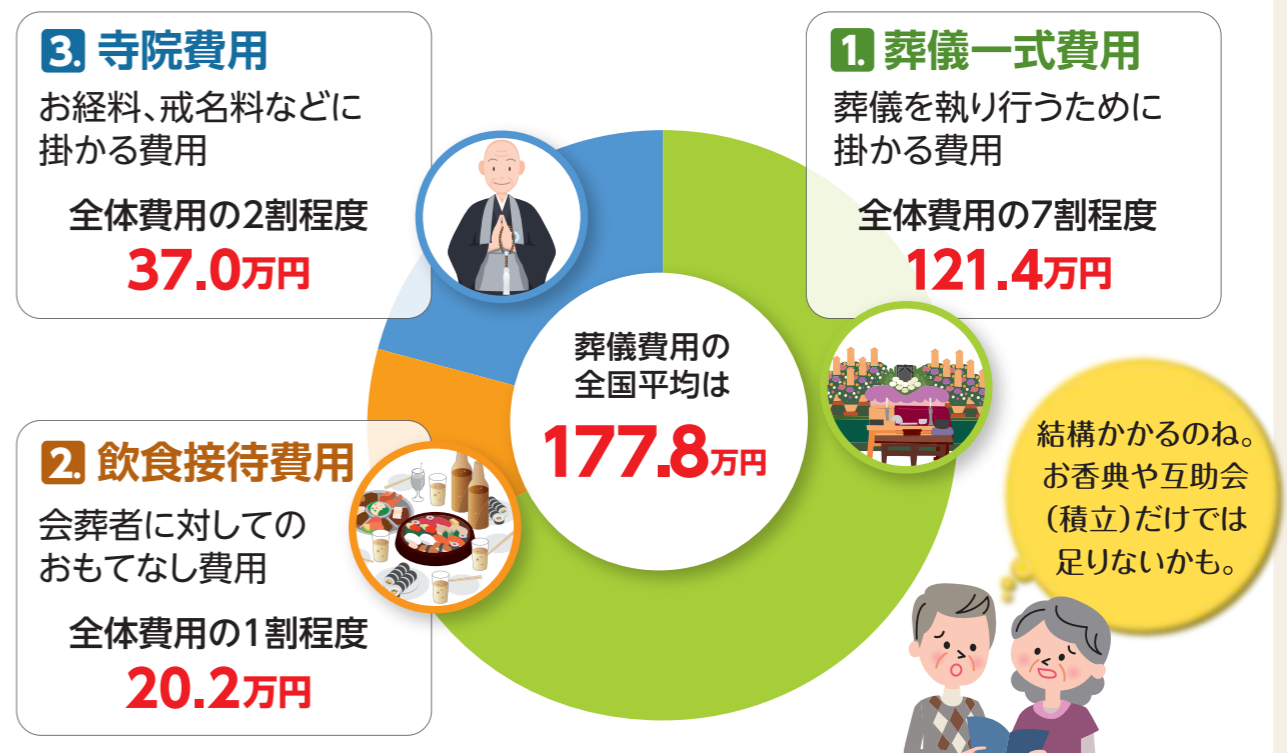 3. 寺院費用
お経料、戒名料などに
掛かる費用
全体費用の2割程度
37.0万円
1. 葬儀一式費用
葬儀を執り行うために
掛かる費用
全体費用の7割程度
121.4万円
葬儀費用の
全国平均は
177.8万円
2. 飲食接待費用
会葬者に対しての
おもてなし費用
全体費用の1割程度
20.2万円
結構かかるのね。
お香典や互助会
(積立)だけでは
足りないかも。